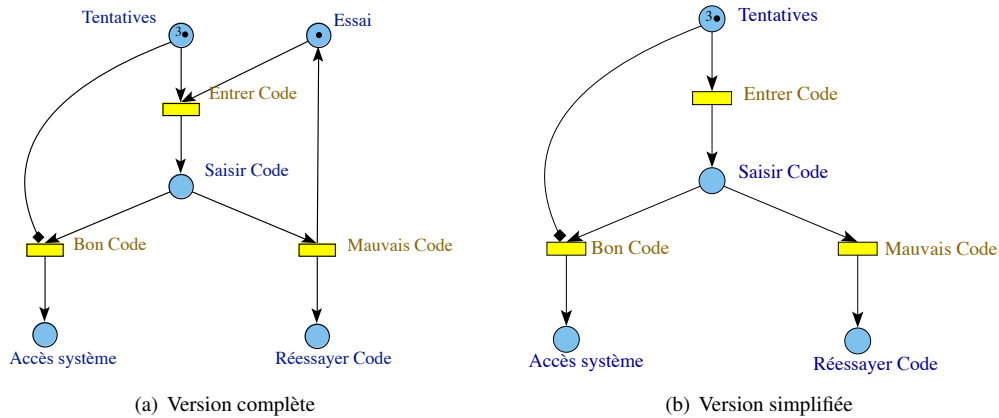 Tentatives
Essai
3
Entrer Code
Saisir Code
Bon Code
Mauvais Code
Accès système
Réessayer Code
(a) Version complète
Tentatives
3
Entrer Code
Saisir Code
Bon Code
Mauvais Code
Accès système
Réessayer Code
(b) Version simplifiée